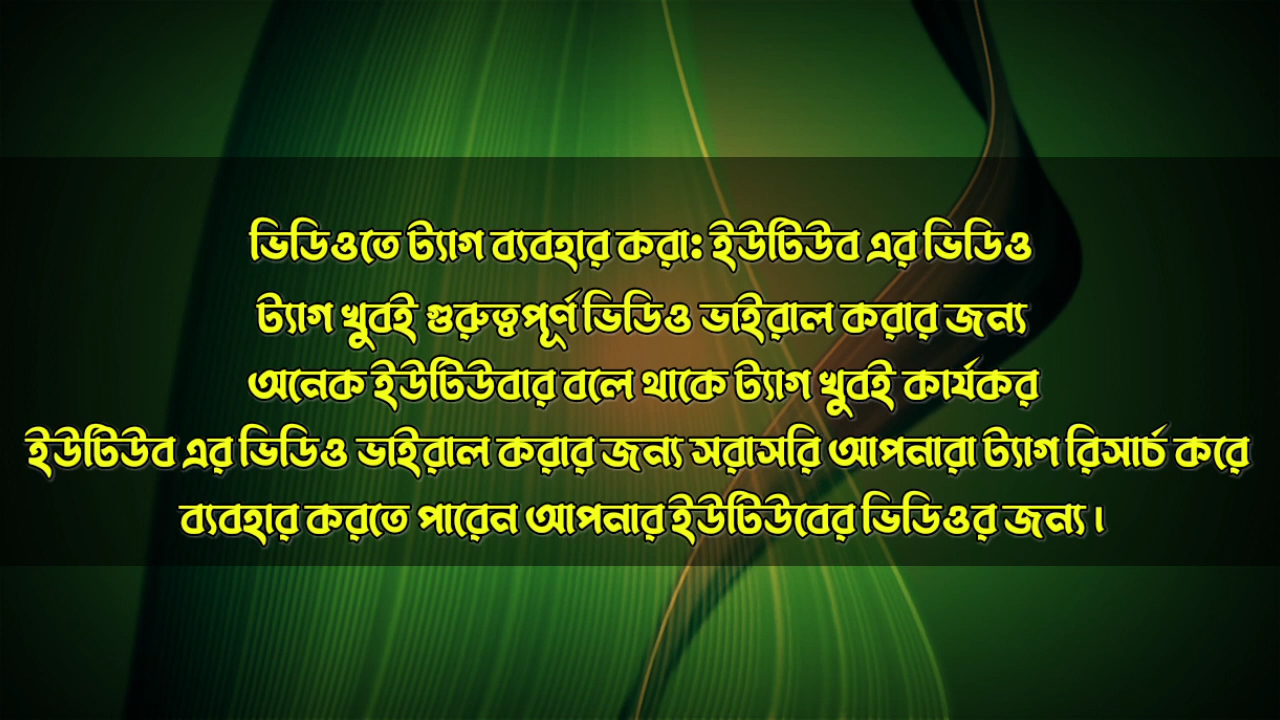 ভিডিওতে ট্যাগ ব্যবহার করা: ইউটিউব এর ভিডিও
ট্যাগ খুবই গুরুত্বপূর্ণ ভিডিও ভাইরাল করার জন্য
অনেক ইউটিউবার বলে থাকে ট্যাগ খুবই কার্যকর
ইউটিউব এর ভিডিও ভাইরাল করার জন্য সরাসরি আপনারা ট্যাগ রিসার্চ করে
ব্যবহার করতে পারেন আপনার ইউটিউবের ভিডিওর জন্য।